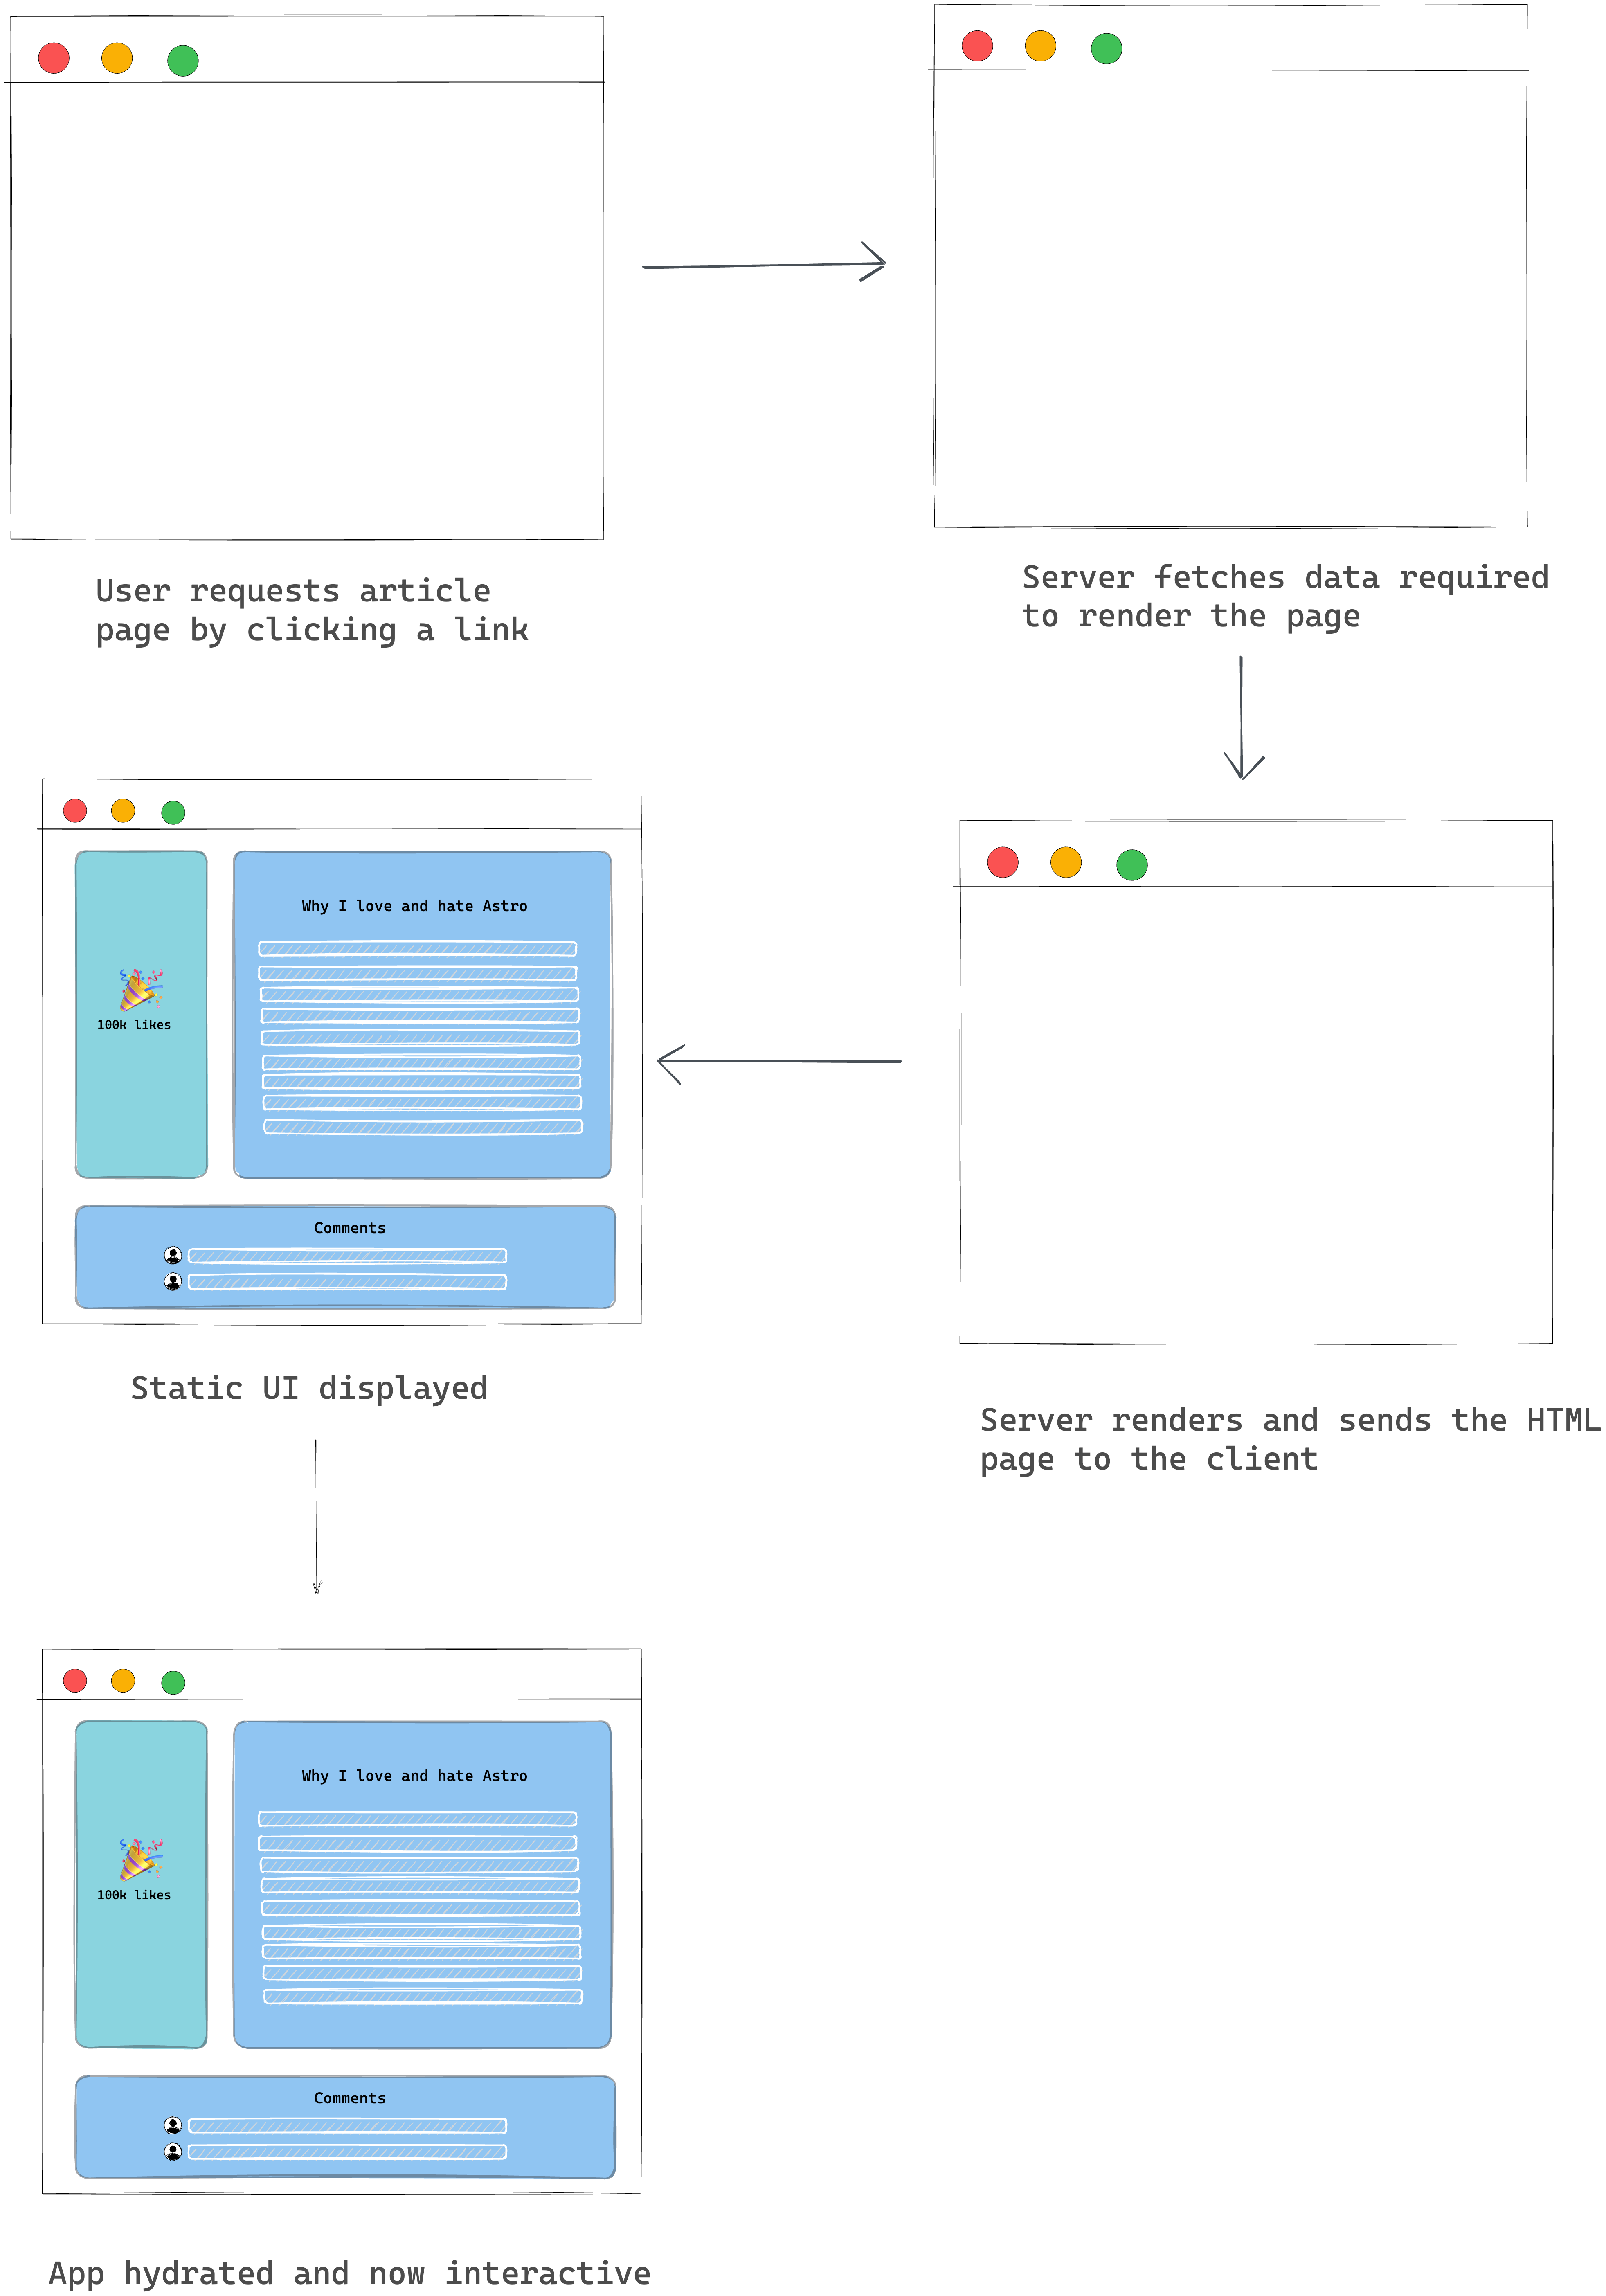 User requests article
page by clicking a link
Server fetches data required
to render the page
Server renders and sends the HTML
page to the client
Why I love and hate Astro
100k likes
Comments
Static UI displayed
Why I love and hate Astro
100k likes
Comments
App hydrated and now interactive